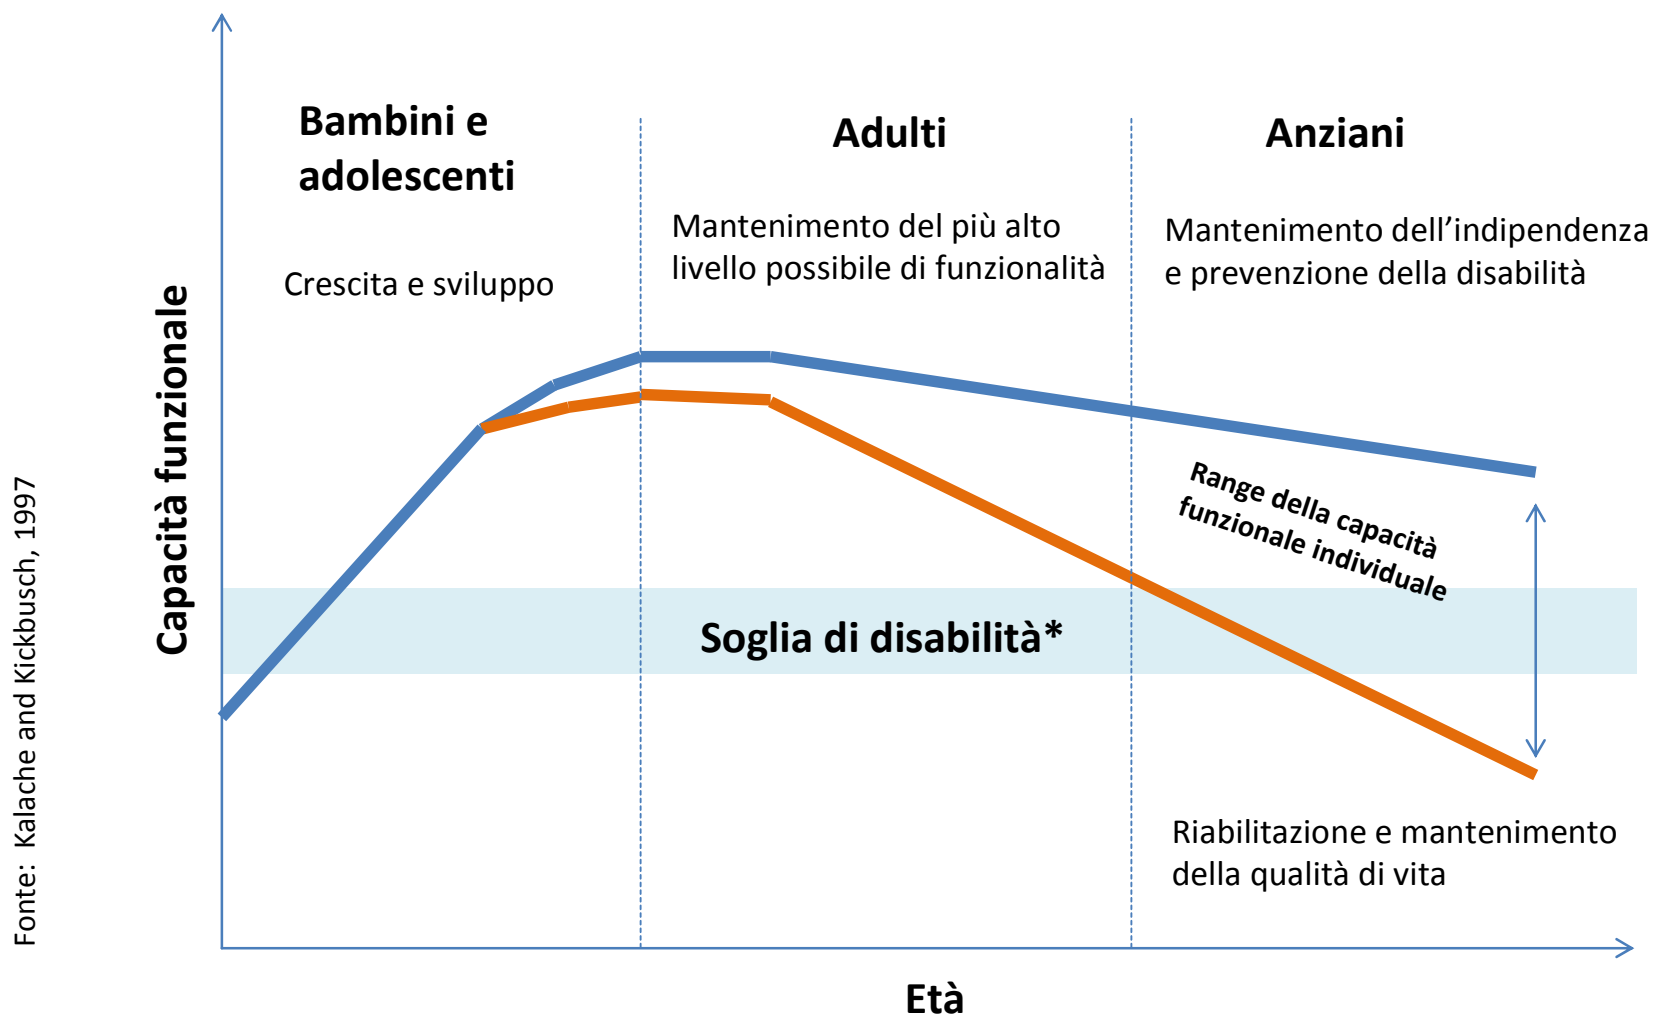 Bambini e
adolescenti
Adulti
Anziani
Crescita e sviluppo
Mantenimento del più alto
livello possibile di funzionalità
Mantenimento dell’indipendenza
e prevenzione della disabilità
Capacità funzionale
Range della capacità
funzionale individuale
Soglia di disabilità*
Riabilitazione e mantenimento
della qualità di vita
Età
Fonte: Kalache and Kickbusch, 1997